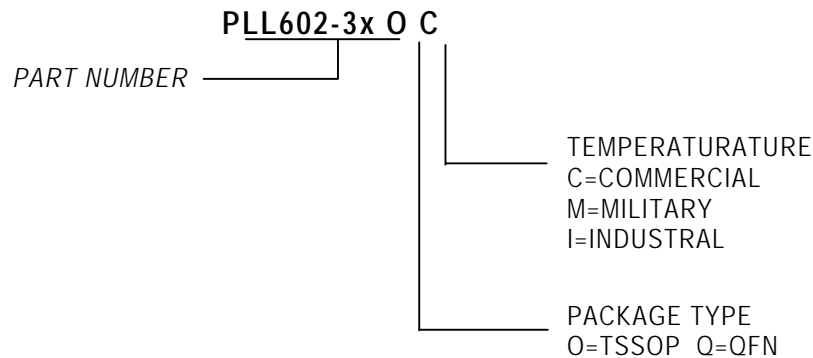 PLL602-3x O C
PART NUMBER
TEMPERATURATURE
C=COMMERCIAL
M=MILITARY
I=INDUSTRAL
PACKAGE TYPE
O=TSSOP Q=QFN